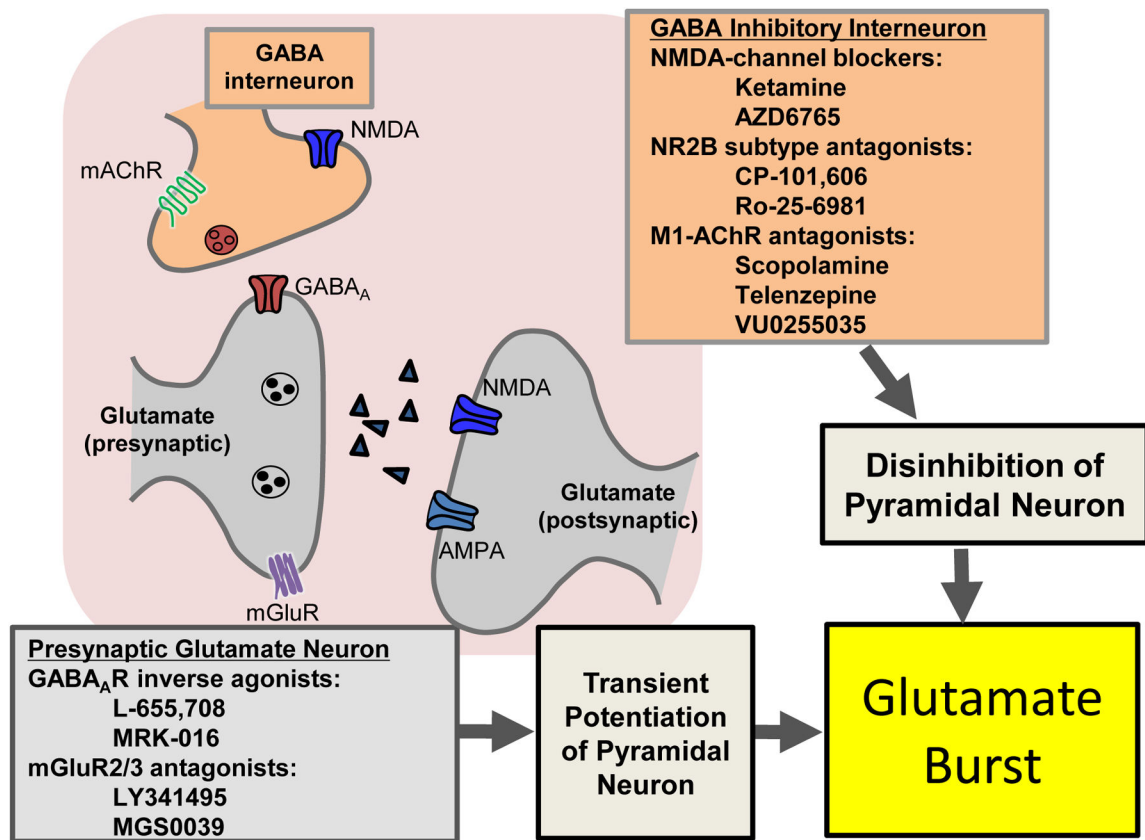 GABA
interneuron
NMDA
mAChR
GABAA
Glutamate
(presynaptic)
NMDA
Glutamate
(postsynaptic)
AMPA
mGluR
GABA Inhibitory Interneuron
NMDA-channel blockers:
Ketamine
AZD6765
NR2B subtype antagonists:
CP-101,606
Ro-25-6981
M1-AChR antagonists:
Scopolamine
Telenzepine
VU0255035
Disinhibition of
Pyramidal Neuron
Presynaptic Glutamate Neuron
GABAAR inverse agonists:
L-655,708
MRK-016
mGluR2/3 antagonists:
LY341495
MGS0039
Transient
Potentiation
of Pyramidal
Neuron
Glutamate
Burst